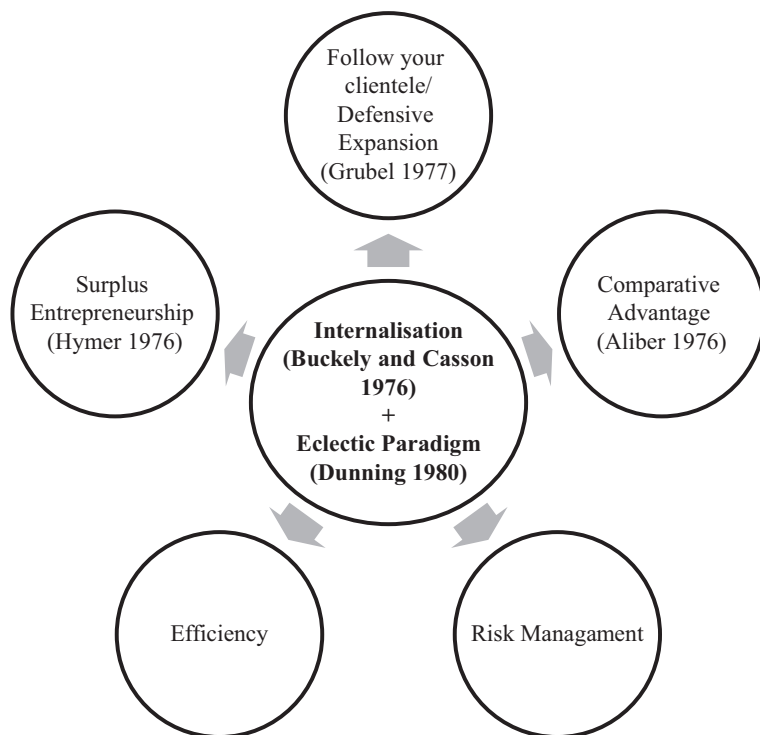 Follow your
clientele/
Defensive
Expansion
(Grubel 1977)
Surplus
Entrepreneurship
(Hymer 1976)
Comparative
Advantage
(Aliber 1976)
Internalisation
(Buckely and Casson
1976)
+
Eclectic Paradigm
(Dunning 1980)
Efficiency
Risk Managament